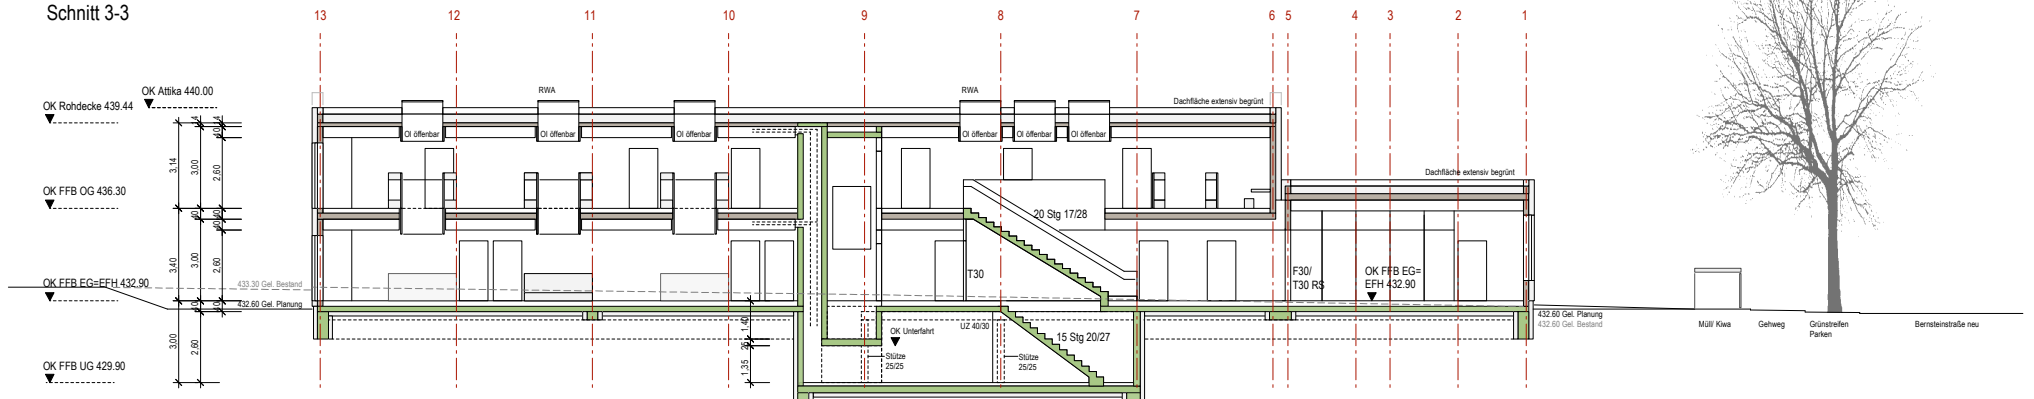 Schnitt 3-3
13 12 11 10 9 8 7 6 5 4 3 2 1
OK Attika 440.00
OK Rohdecke 439.44
RWA
RWA
Dachfläche extensiv begrünt
OI öffenbar OI öffenbar OI öffenbar OI öffenbar OI öffenbar OI öffenbar
3,14
3,00
2,60
Dachfläche extensiv begrünt
OK FFB OG 436.30
20 Stg 17/28
3,40
3,00
2,60
T30
F30/
T30 RS
OK FFB EG=
EFH 432.90
OK FFB EG=EFH 432.90
433.30 Gel. Bestand
432.60 Gel. Planung
432.60 Gel. Planung
432.60 Gel. Bestand
Müll/ Kiwa
Gehweg
Grünstreifen
Parken
Bernsteinstraße neu
3,00
2,60
1,40
25
1,35
OK Unterfahrt
UZ 40/30
15 Stg 20/27
Stütze
25/25
Stütze
25/25
OK FFB UG 429.90